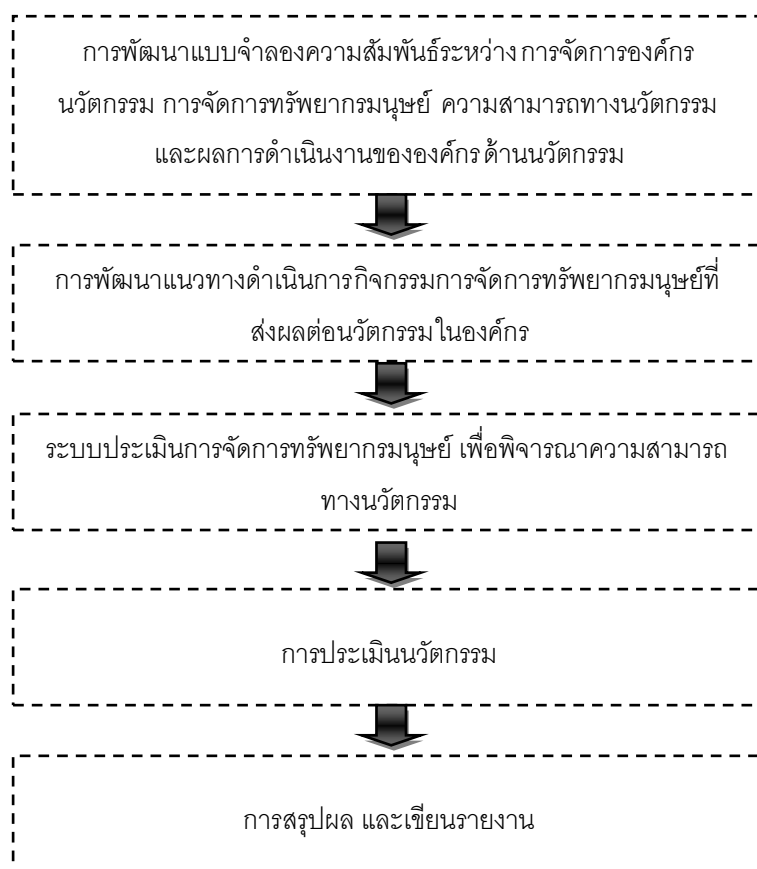 การพัฒนาแบบจำลองความสัมพันธ์ระหว่าง การจัดการองค์กร
นวัตกรรม การจัดการทรัพยากรมนุษย์ ความสามารถทางนวัตกรรม
และผลการดำเนินงานขององค์กร ด้านนวัตกรรม
การพัฒนาแนวทางดำเนินการ กิจกรรมการจัดการทรัพยากรมนุษย์ที่
ส่งผลต่อนวัตกรรม ในองค์กร
ระบบประเมินการจัดการทรัพยากรมนุษย์ เพื่อพิจารณาความสามารถ
ทางนวัตกรรม
การประเมินนวัตกรรม
การสรุปผล และเขียนรายงาน